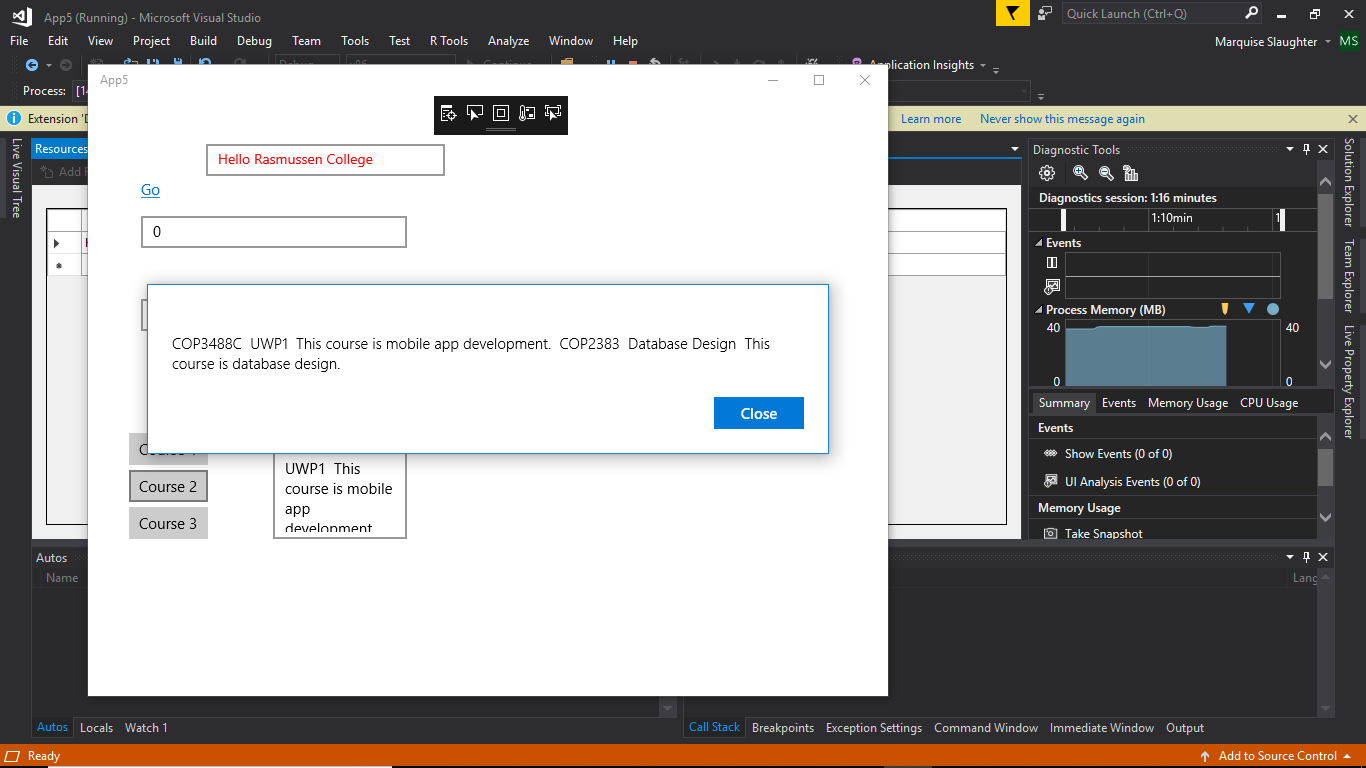 App5 (Running) - Microsoft Visual Studio
Quick Launch (Ctrl+Q)
File Edit View Project Build Debug Team Tools Test R Tools Analyze Window Help
Marquise Slaughter MS
Application Insights
Process:
App5
Extension
Learn more Never show this message again
Live Visual Tree
Resources
Hello Rasmussen College
Go
0
COP3488C UWP1 This course is mobile app development. COP2383 Database Design This
course is database design.
Close
Course 2
Course 3
UWP1 This
course is mobile
app
development
Diagnostic Tools
Diagnostics session: 1:16 minutes
1:10min
Events
Process Memory (MB)
40 40
0 0
Summary Events Memory Usage CPU Usage
Events
Show Events (0 of 0)
UI Analysis Events (0 of 0)
Memory Usage
Take Snapshot
Solution Explorer
Team Explorer
Live Property Explorer
Autos
Name
Lang
Autos Locals Watch 1
Call Stack Breakpoints Exception Settings Command Window Immediate Window Output
Ready
Add to Source Control